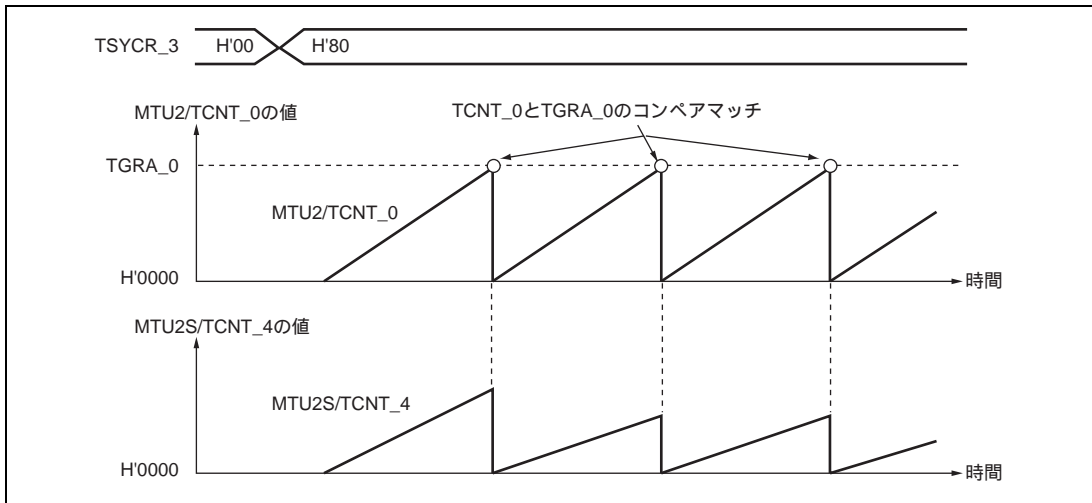 TSYCR_3 H'00 H'80
MTU2/TCNT_0の値
TCNT_0とTGRA_0のコンペアマッチ
TGRA_0
MTU2/TCNT_0
H'0000
時間
MTU2S/TCNT_4の値
MTU2S/TCNT_4
H'0000
時間